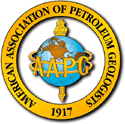 AMERICAN ASSOCIATION OF PETROLEUM GEOLOGISTS
AAPG
1917